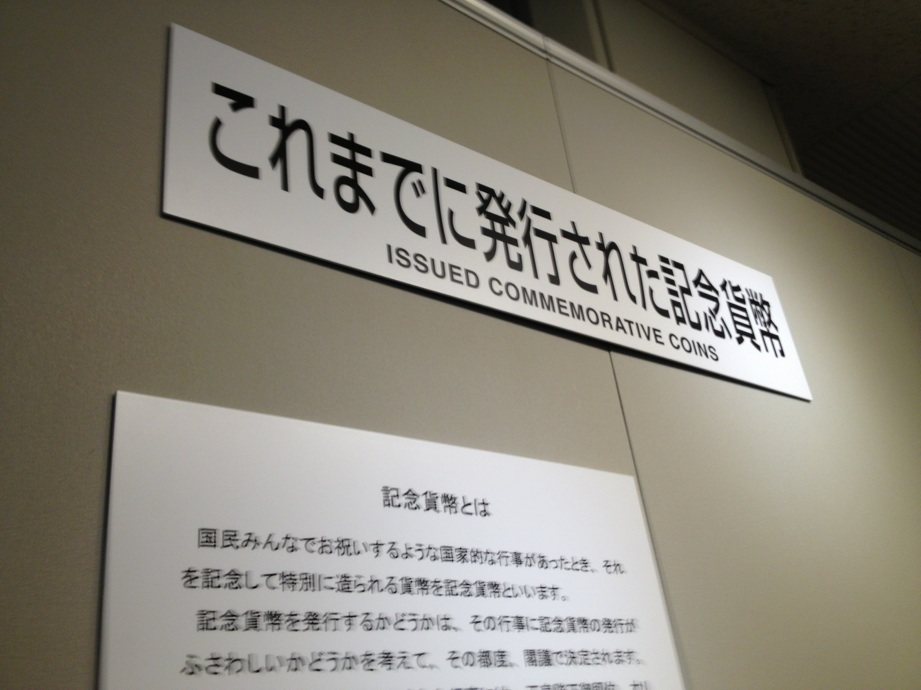 これまでに発行された記念貨幣
ISSUED COMMEMORATIVE COINS
記念貨幣とは
国民みんなでお祝いするような国家的な行事があったとき、それ
を記念して特別に造られる貨幣を記念貨幣といいます。
記念貨幣を発行するかどうかは、その行事に記念貨幣の発行が
ふさわしいかどうかを考えて、その都度、閣議で決定されます。